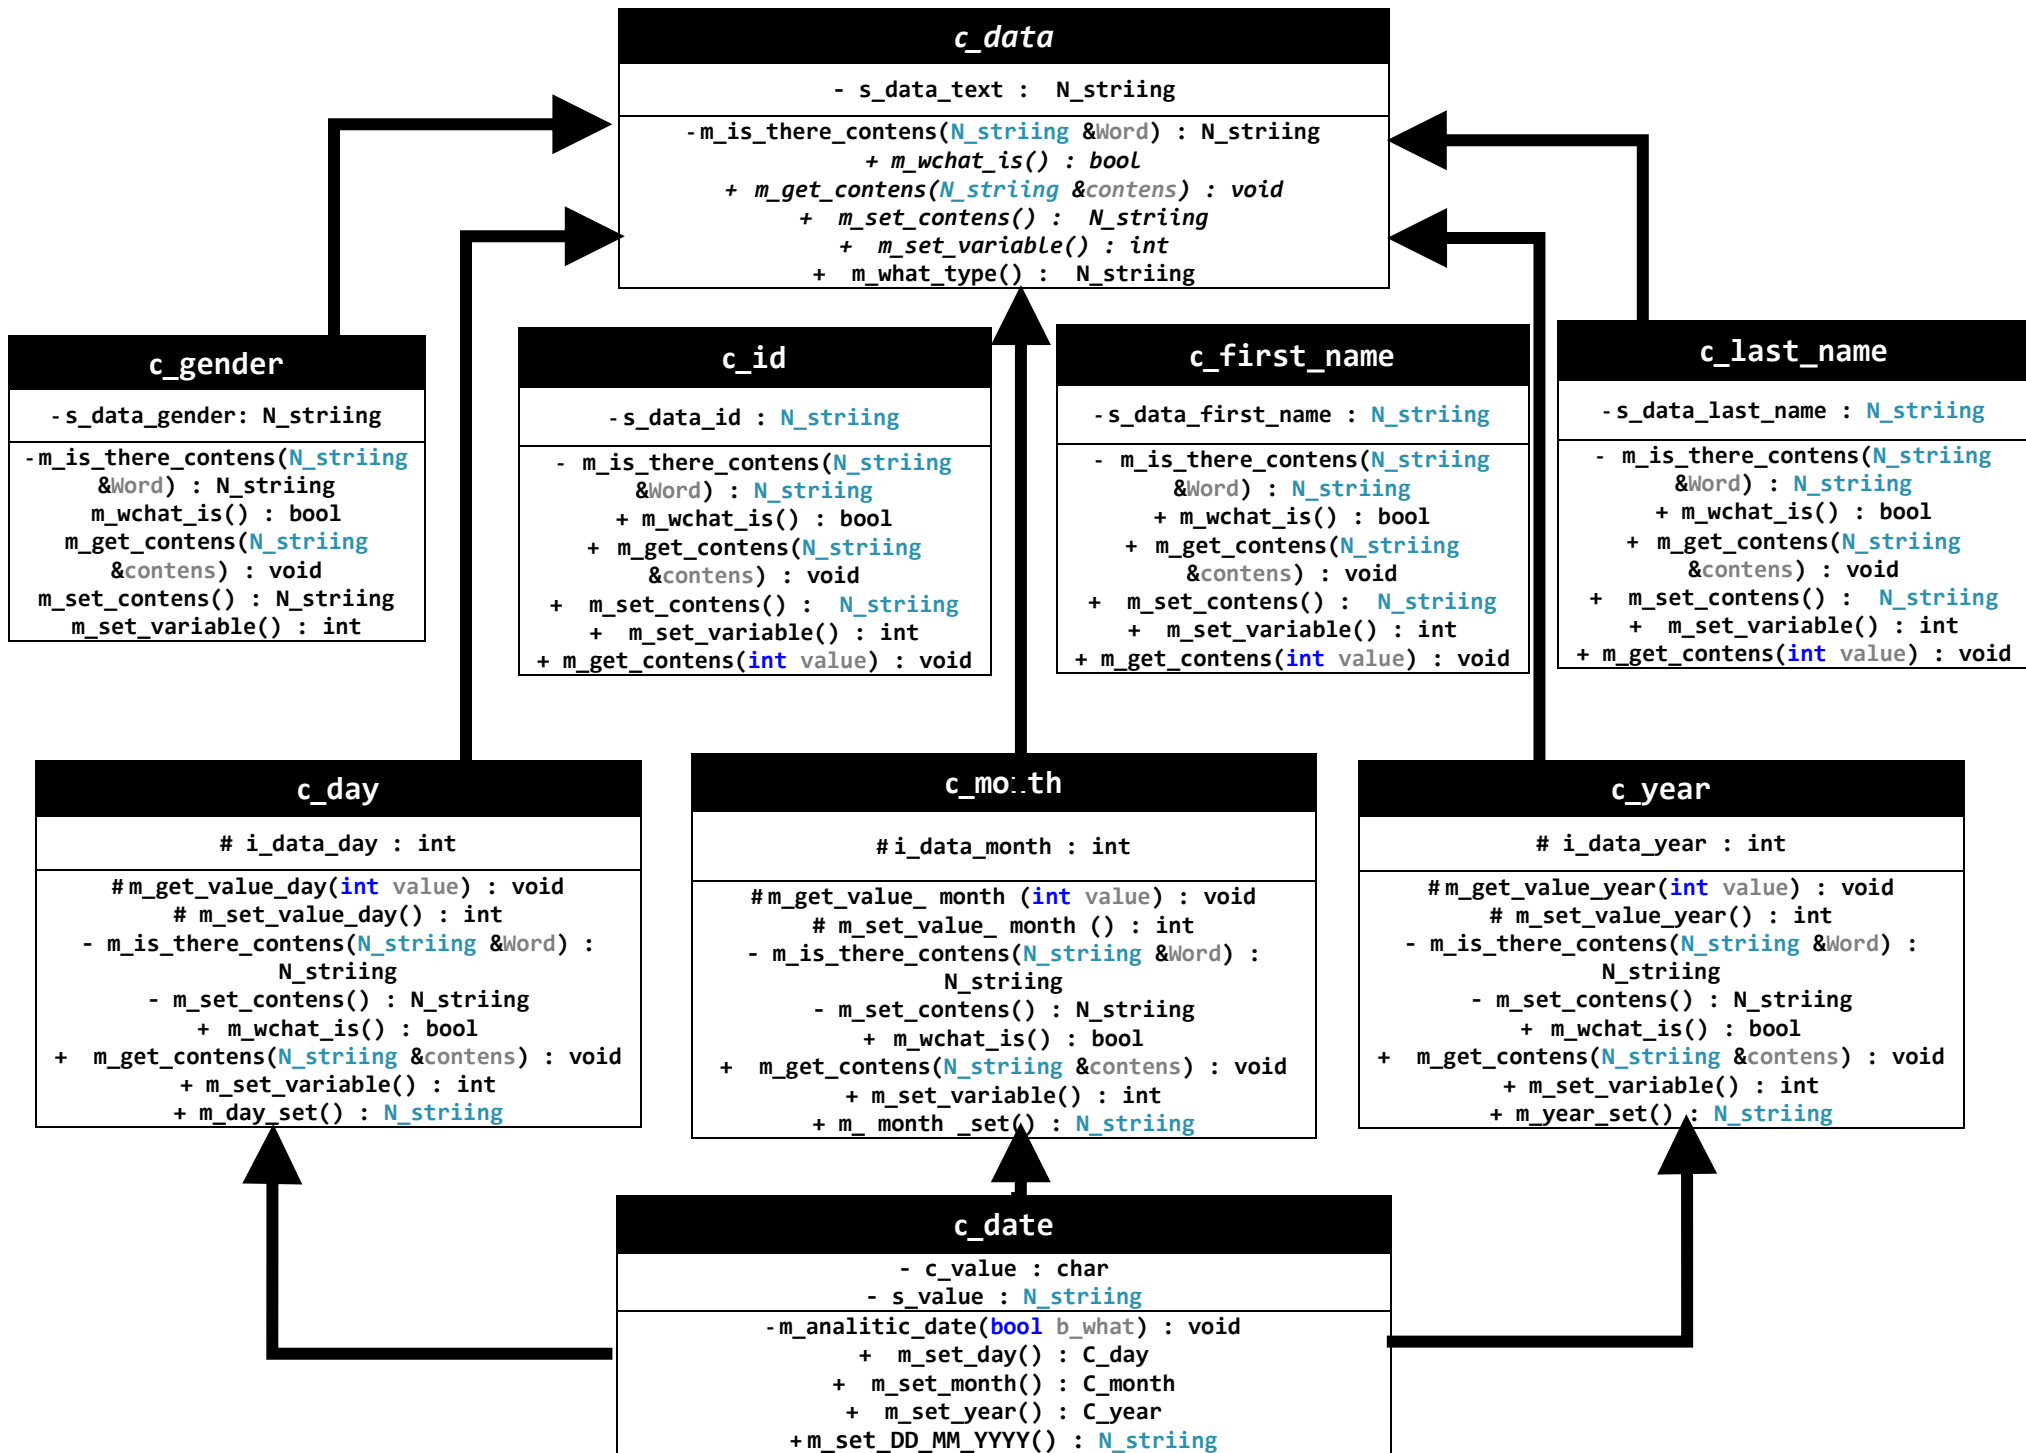 c_data
- s_data_text :  N_striing
-m_is_there_contens(N_striing &Word) : N_striing
+ m_wchat_is() : bool
+ m_get_contens(N_striing &contens) : void
+ m_set_contens() : N_striing
+ m_set_variable() : int
+ m_what_type() : N_striing
c_gender
-s_data_gender: N_striing
-m_is_there_contens(N_striing
&Word) : N_striing
m_wchat_is() : bool
m_get_contens(N_striing
&contens) : void
m_set_contens() : N_striing
m_set_variable() : int
c_id
-s_data_id : N_striing
- m_is_there_contens(N_striing
&Word) : N_striing
+ m_wchat_is() : bool
+ m_get_contens(N_striing
&contens) : void
+ m_set_contens() : N_striing
+ m_set_variable() : int
+ m_get_contens(int value) : void
c_first_name
-s_data_first_name : N_striing
- m_is_there_contens(N_striing
&Word) : N_striing
+ m_wchat_is() : bool
+ m_get_contens(N_striing
&contens) : void
+ m_set_contens() : N_striing
+ m_set_variable() : int
+ m_get_contens(int value) : void
c_last_name
-s_data_last_name : N_striing
- m_is_there_contens(N_striing
&Word) : N_striing
+ m_wchat_is() : bool
+ m_get_contens(N_striing
&contens) : void
+ m_set_contens() : N_striing
+ m_set_variable() : int
+ m_get_contens(int value) : void
c_day
# i_data_day : int
#m_get_value_day(int value) : void
# m_set_value_day() : int
- m_is_there_contens(N_striing &Word) :
N_striing
- m_set_contens() : N_striing
+ m_wchat_is() : bool
+ m_get_contens(N_striing &contens) : void
+ m_set_variable() : int
+ m_day_set() : N_striing
c_month
#i_data_month : int
#m_get_value_ month (int value) : void
# m_set_value_ month () : int
- m_is_there_contens(N_striing &Word) :
N_striing
- m_set_contens() : N_striing
+ m_wchat_is() : bool
+ m_get_contens(N_striing &contens) : void
+ m_set_variable() : int
+ m_ month _set() : N_striing
c_year
# i_data_year : int
#m_get_value_year(int value) : void
# m_set_value_year() : int
- m_is_there_contens(N_striing &Word) :
N_striing
- m_set_contens() : N_striing
+ m_wchat_is() : bool
+ m_get_contens(N_striing &contens) : void
+ m_set_variable() : int
+ m_year_set() : N_striing
c_date
- c_value : char
- s_value : N_striing
-m_analitic_date(bool b_what) : void
+ m_set_day() : C_day
+ m_set_month() : C_month
+ m_set_year() : C_year
+m_set_DD_MM_YYYY() : N_striing